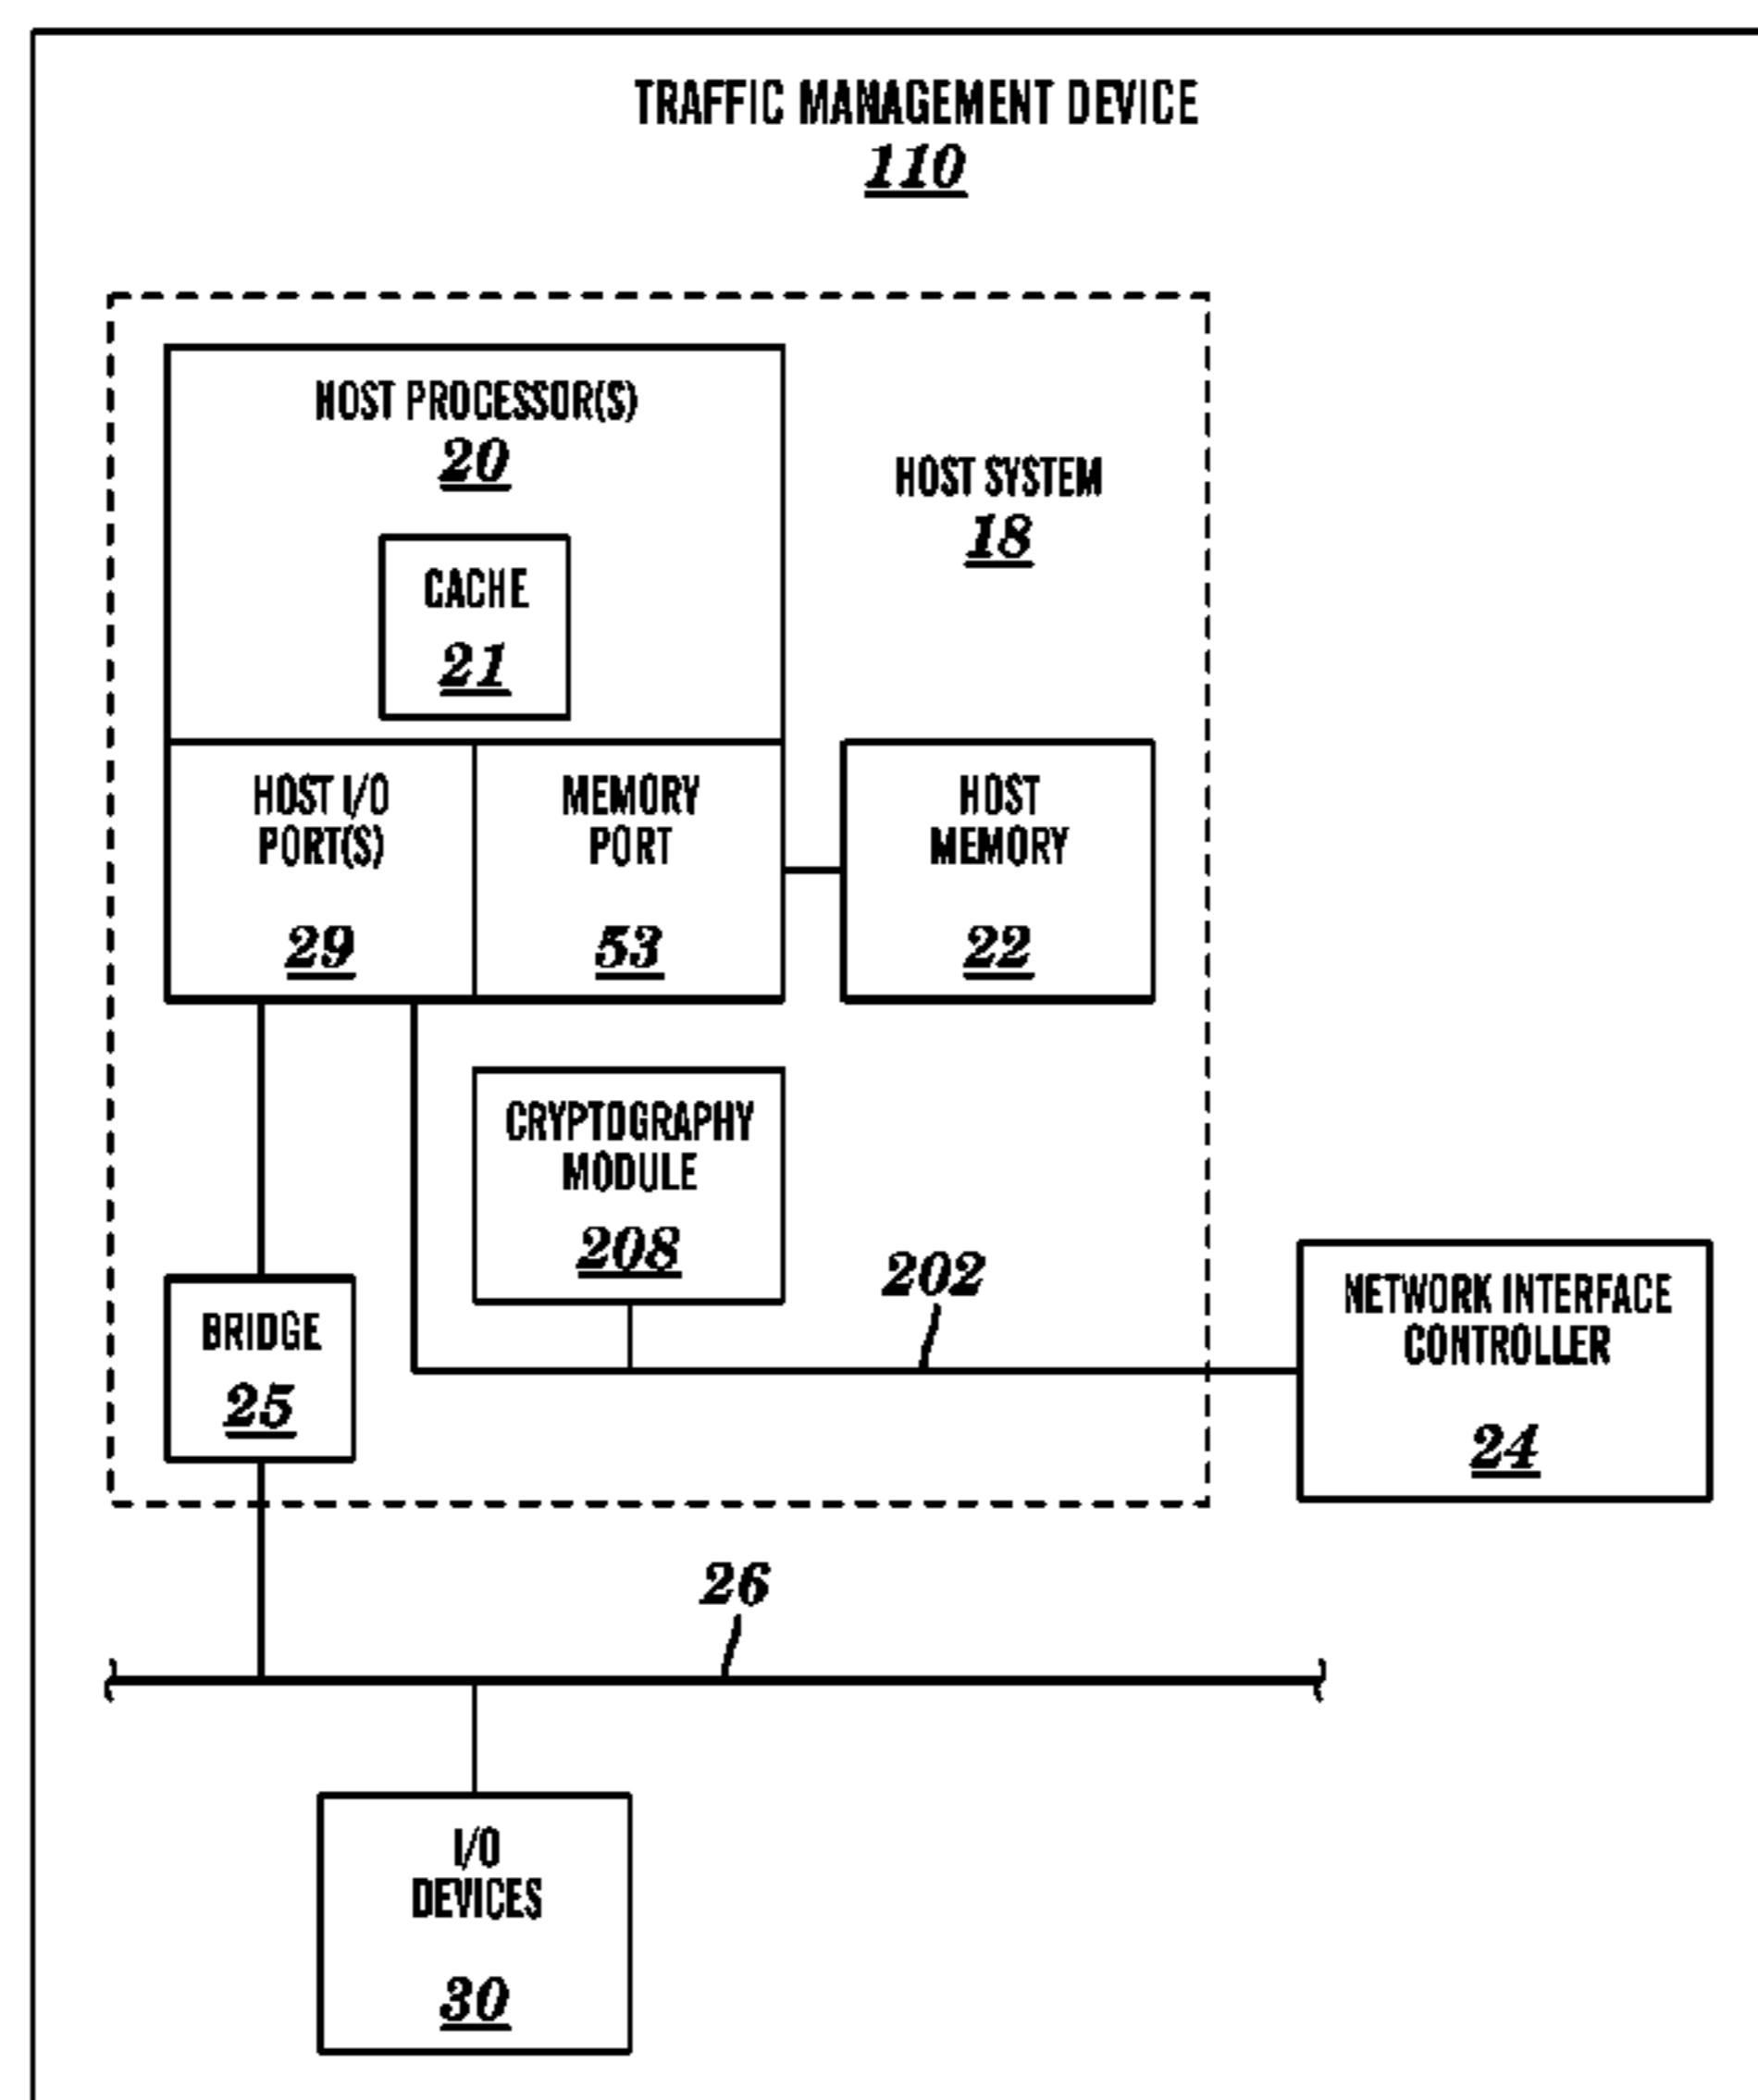 TRAFFIC MANAGEMENT DEVICE
110
HOST PROCESSOR(S)
20
HOST SYSTEM
18
CACHE
21
HOST I/O
PORT(S)
29
MEMORY
PORT
53
HOST
MEMORY
22
CRYPTOGRAPHY
MODULE
208
202
NETWORK INTERFACE
CONTROLLER
24
BRIDGE
25
26
I/O
DEVICES
30